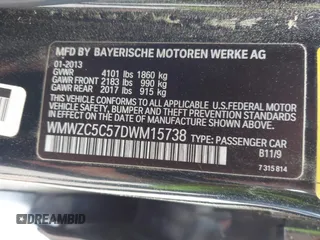 MFD BY BAYERISCHE MOTOREN WERKE AG
01-2013
GVWR 4101 lbs 1860 kg
GAWR FRONT 2183 lbs 990 kg
GAWR REAR 2017 lbs 915 kg
THIS VEHICLE CONFORMS TO ALL APPLICABLE
U.S.FEDERAL MOTOR VEHICLE SAFETY, BUMPER,
AND THEFT PREVENTION STANDARDS IN EFFECT
ON THE DATE OF MANUFACTURE SHOWN ABOVE.
WMWZC5C57DWM15738 TYPE: PASSENGER CAR
B11/9
7 315 814
DREAMBID